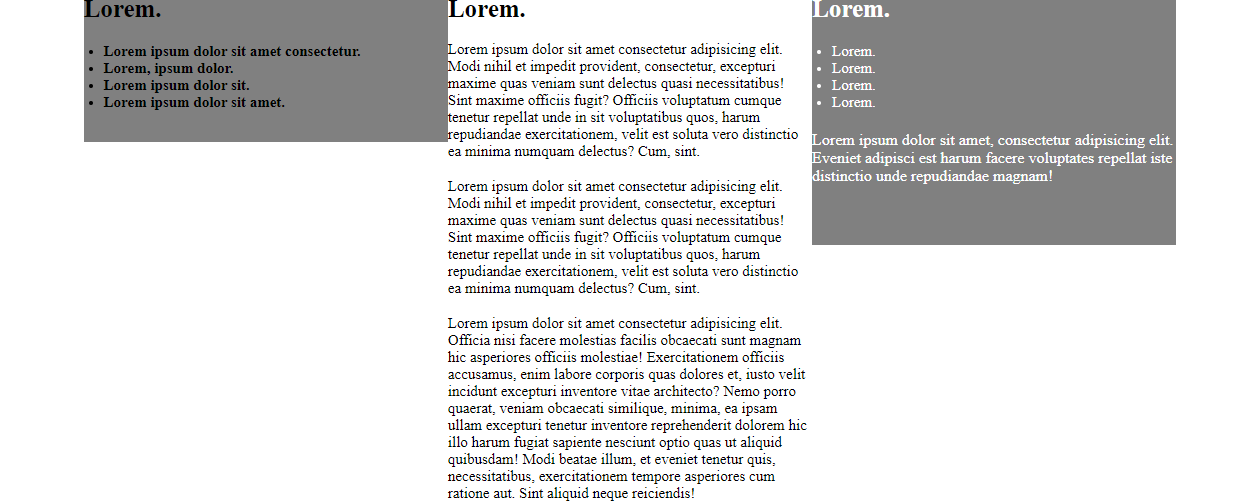 Lorem.
• Lorem ipsum dolor sit amet consectetur.
• Lorem, ipsum dolor.
• Lorem ipsum dolor sit.
• Lorem ipsum dolor sit amet.
Lorem.
Lorem ipsum dolor sit amet consectetur adipisicing elit.
Modi nihil et impedit provident, consectetur, excepturi
maxime quas veniam sunt delectus quasi necessitatibus!
Sint maxime officiis fugit? Officiis voluptatum cumque
tenetur repellat unde in sit voluptatibus quos, harum
repudiandae exercitationem, velit est soluta vero distinctio
ea minima numquam delectus? Cum, sint.
Lorem ipsum dolor sit amet consectetur adipisicing elit.
Modi nihil et impedit provident, consectetur, excepturi
maxime quas veniam sunt delectus quasi necessitatibus!
Sint maxime officiis fugit? Officiis voluptatum cumque
tenetur repellat unde in sit voluptatibus quos, harum
repudiandae exercitationem, velit est soluta vero distinctio
ea minima numquam delectus? Cum, sint.
Lorem ipsum dolor sit amet consectetur adipisicing elit.
Officia nisi facere molestias facilis obcaecati sunt magnam
hic asperiores officiis molestiae! Exercitationem officiis
accusamus, enim labore corporis quas dolores et, iusto velit
incidunt excepturi inventore vitae architecto? Nemo porro
quaerat, veniam obcaecati similique, minima, ea ipsam
ullam excepturi tenetur inventore reprehenderit dolorem hic
illo harum fugiat sapiente nesciunt optio quas ut aliquid
quibusdam! Modi beatae illum, et eveniet tenetur quis,
necessitatibus, exercitationem tempore asperiores cum
ratione aut. Sint aliquid neque reiciendis!
Lorem.
• Lorem.
• Lorem.
• Lorem.
• Lorem.
Lorem ipsum dolor sit amet, consectetur adipisicing elit.
Eveniet adipisci est harum facere voluptates repellat iste
distinctio unde repudiandae magnam!